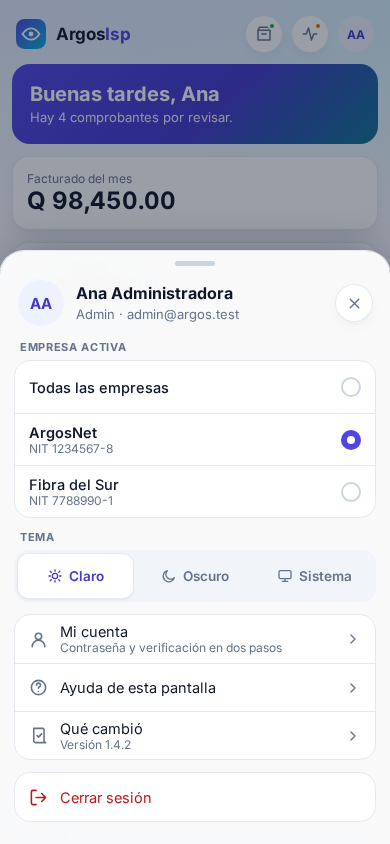 ArgosIsp
AA
Buenas tardes, Ana
Hay 4 comprobantes por revisar.
Facturado del mes
Q 98,450.00
AA
Ana Administradora
Admin · admin@argos.test
EMPRESA ACTIVA
Todas las empresas
ArgosNet
NIT 1234567-8
Fibra del Sur
NIT 7788990-1
TEMA
Claro
Oscuro
Sistema
Mi cuenta
Contraseña y verificación en dos pasos
Ayuda de esta pantalla
Qué cambió
Versión 1.4.2
Cerrar sesión